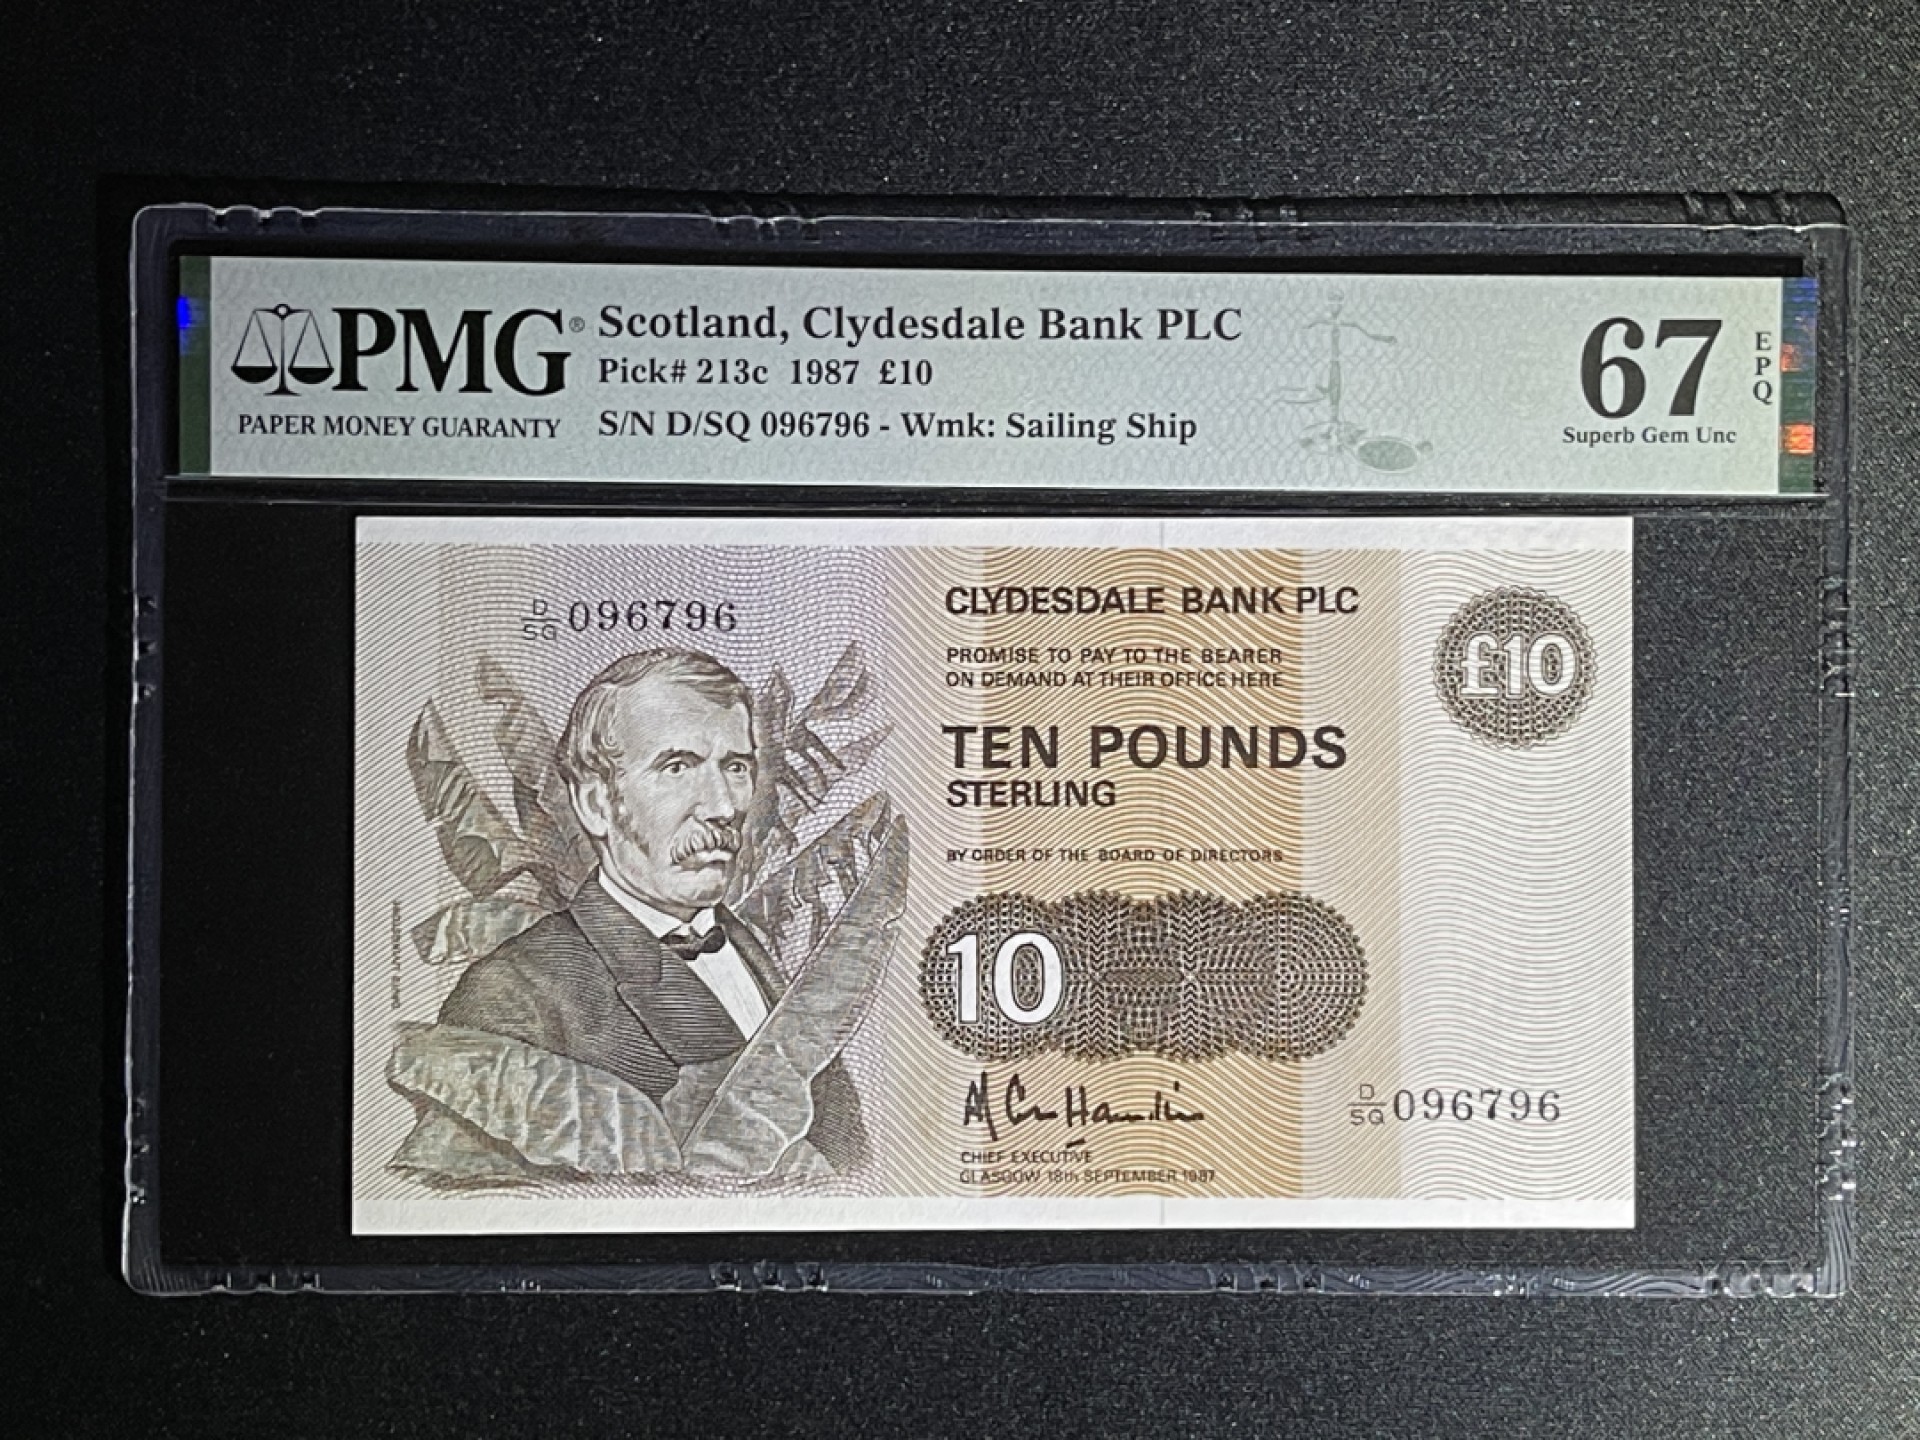 PMG®
PAPER MONEY GUARANTY
Scotland, Clydesdale Bank PLC
Pick# 213c 1987 £10
S/N D/SQ 096796 - Wmk: Sailing Ship
67
EPQ
Superb Gem Unc
D/SQ 096796
CLYDESDALE BANK PLC
PROMISE TO PAY TO THE BEARER
ON DEMAND AT THEIR OFFICE HERE
£10
TEN POUNDS
STERLING
BY ORDER OF THE BOARD OF DIRECTORS
DAVID LIVINGSTONE
10
D/SQ 096796
CHIEF EXECUTIVE
GLASGOW 18th SEPTEMBER 1987